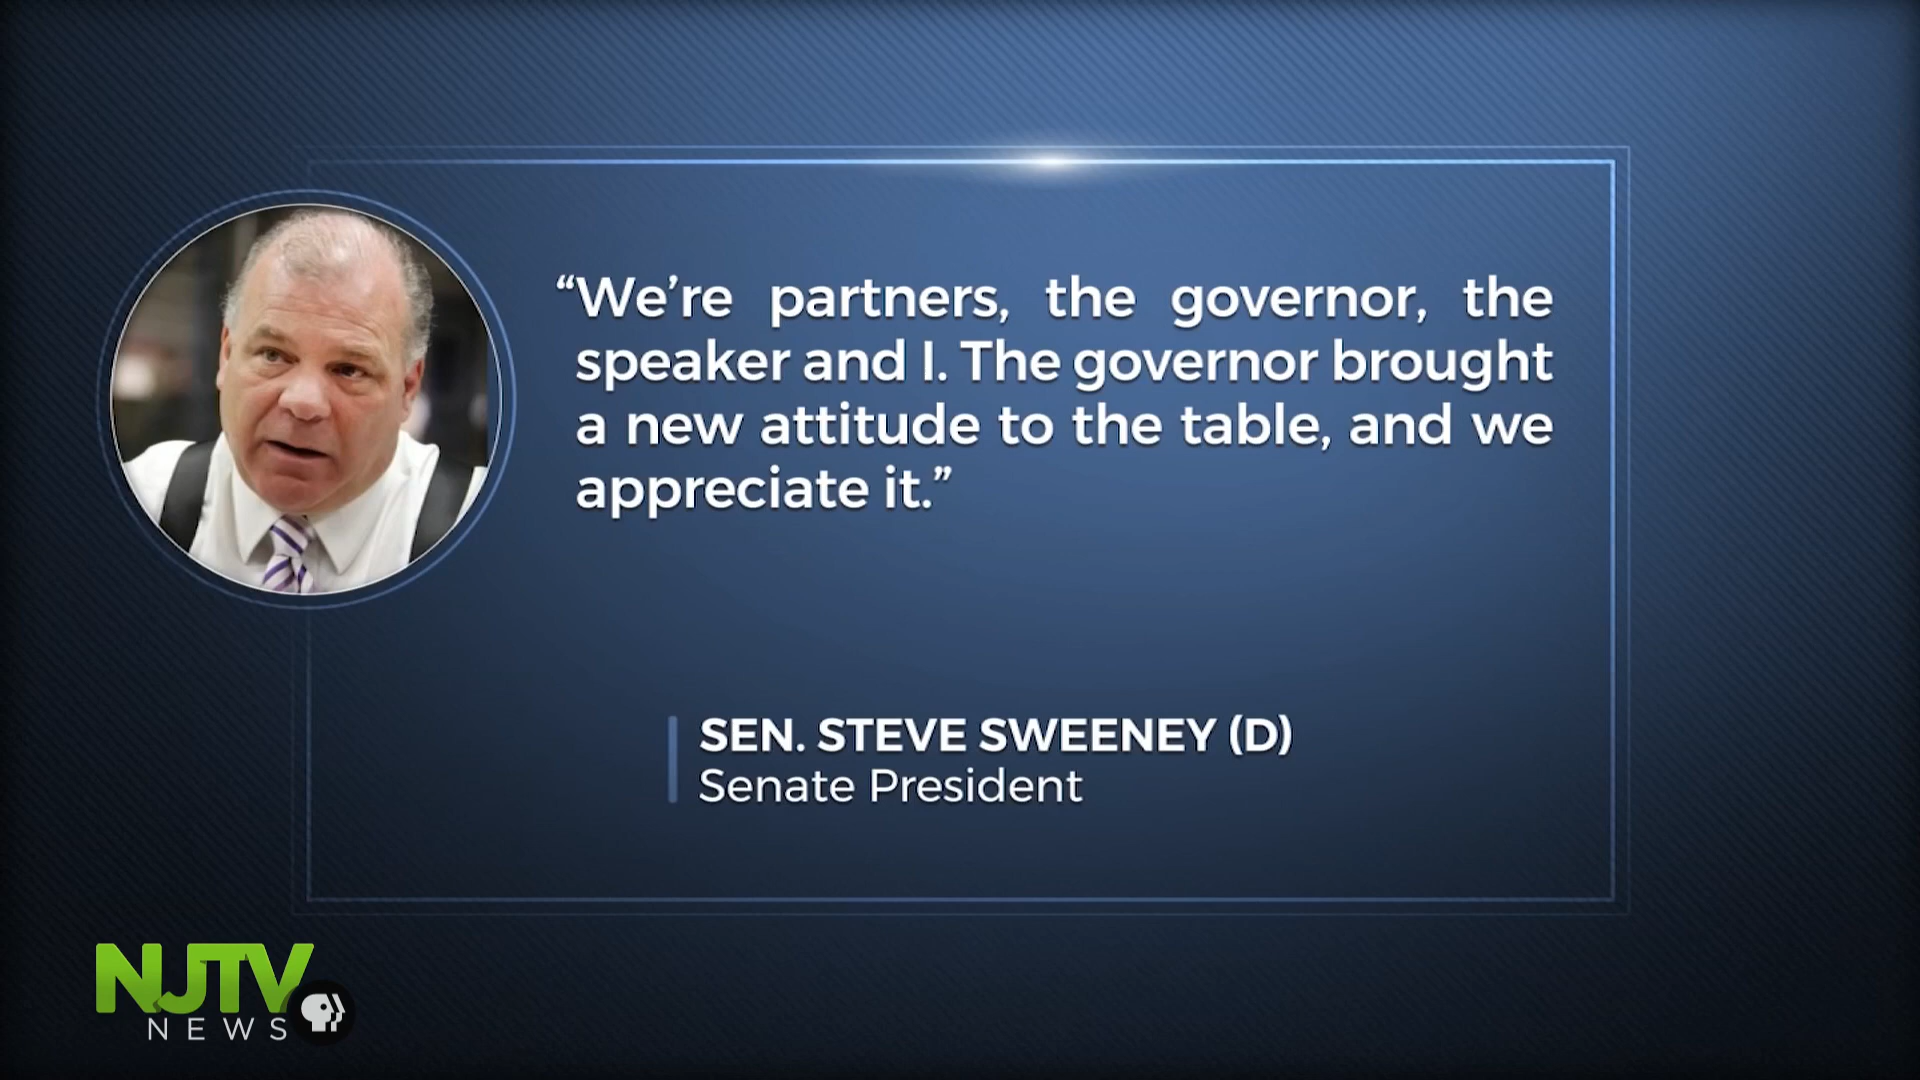 “We’re partners, the governor, the
speaker and I. The governor brought
a new attitude to the table, and we
appreciate it.”
SEN. STEVE SWEENEY (D)
Senate President
NJTV
NEWS